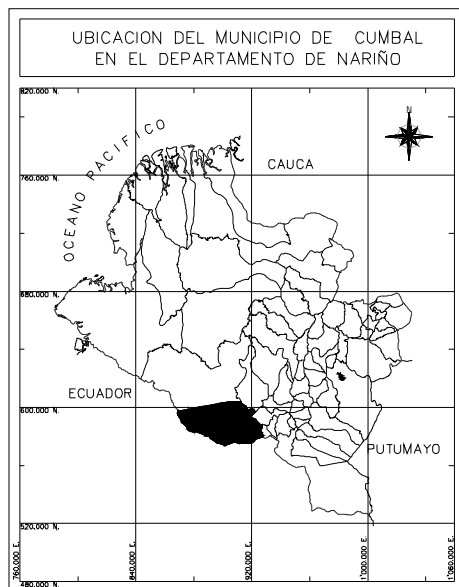 UBICACION DEL MUNICIPIO DE CUMBAL
EN EL DEPARTAMENTO DE NARIÑO
820.000 N.
N
OCEANO PACIFICO
CAUCA
760.000 N.
680.000 N.
ECUADOR
600.000 N.
PUTUMAYO
520.000 N.
480.000 N.
760.000 E.
840.000 E.
920.000 E.
1'000.000 E.
1'060.000 E.